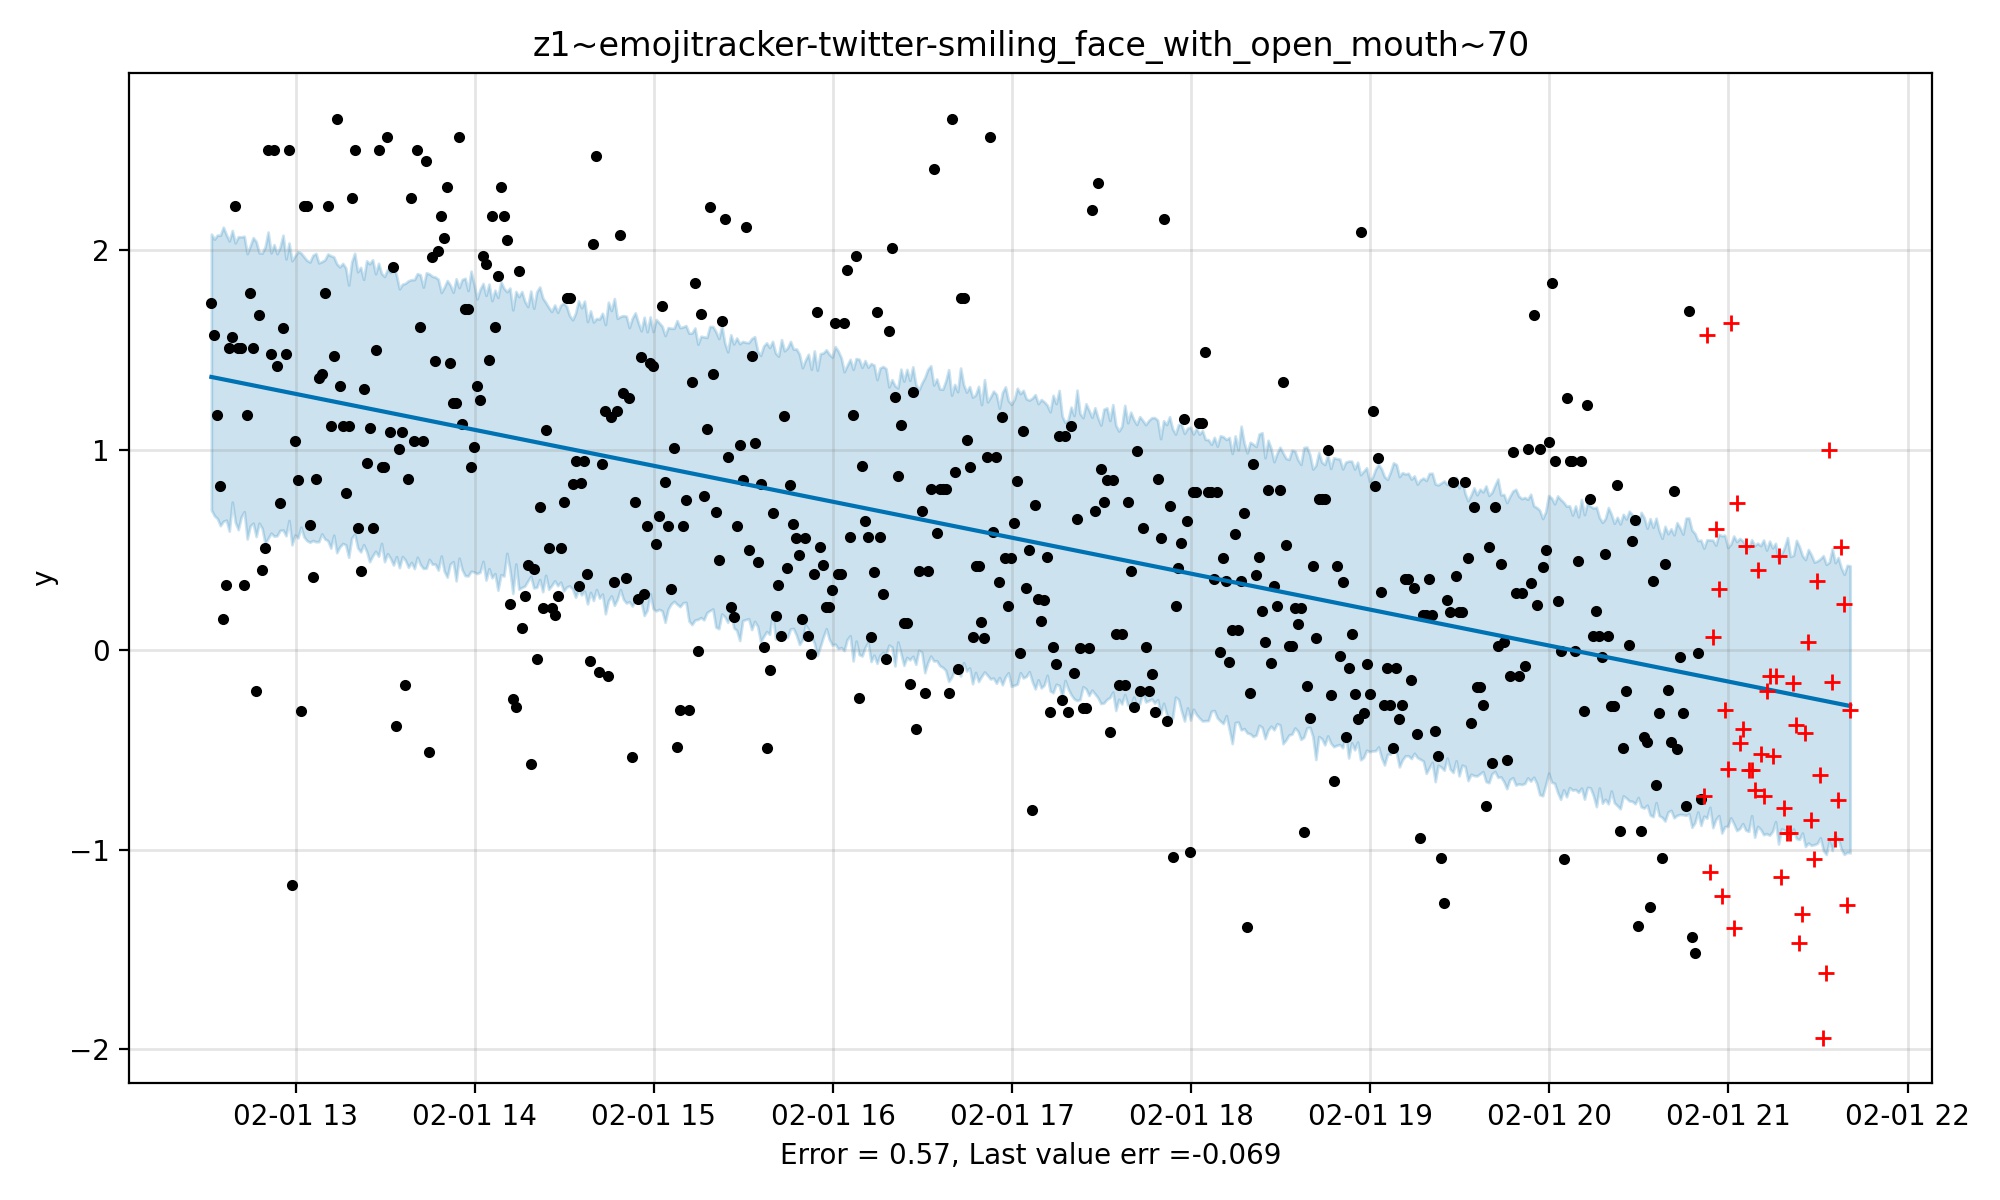 z1~emojitracker-twitter-smiling_face_with_open_mouth~70
y
2
1
0
−1
−2
02-01 13 02-01 14 02-01 15 02-01 16 02-01 17 02-01 18 02-01 19 02-01 20 02-01 21 02-01 22
Error = 0.57, Last value err =-0.069